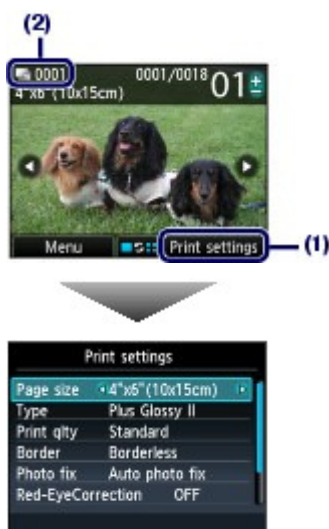 (2)
0001 0001/0018 01
4"x6"(10x15cm)
Menu Print settings
(1)
Print settings
Page size 4"x6"(10x15cm)
Type Plus Glossy II
Print qlty Standard
Border Borderless
Photo fix Auto photo fix
Red-EyeCorrection OFF